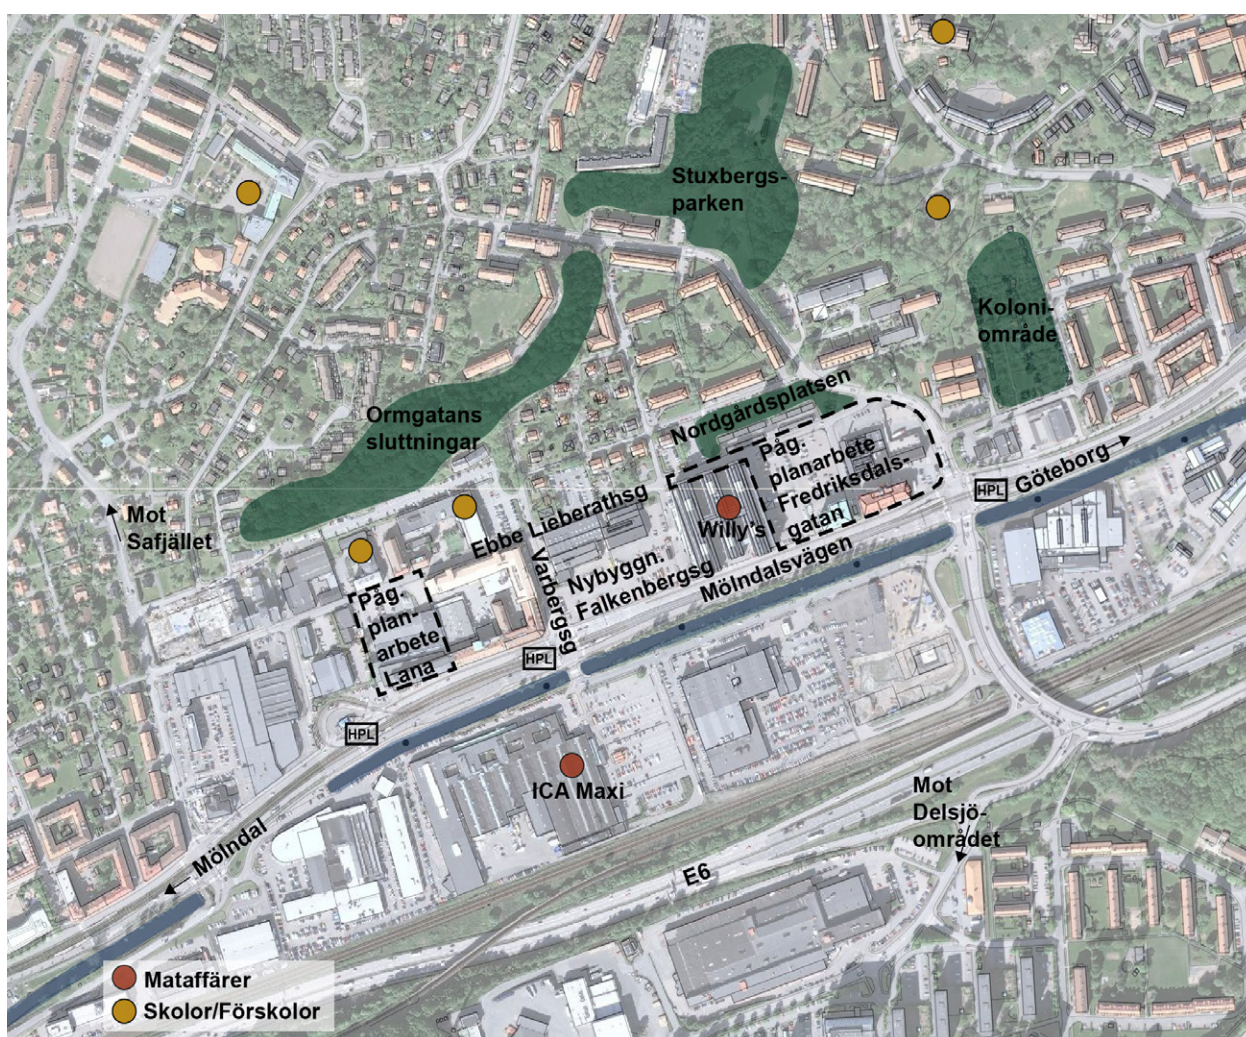 Stuxbergs-
parken
Koloni-
område
Ormgatans
sluttningar
Nordgårdsplatsen
Påg.
planarbete
Fredriksdals-
gatan
Göteborg
HPL
Mot
Safjället
Ebbe Lieberathsg
Willy's
Varbergsg
Nybyggn.
Falkenbergsg
Mölndalsvägen
Påg.
plan-
arbete
Lana
HPL
HPL
ICA Maxi
Mot
Delsjö-
området
Mölndal
E6
Mataffärer
Skolor/Förskolor